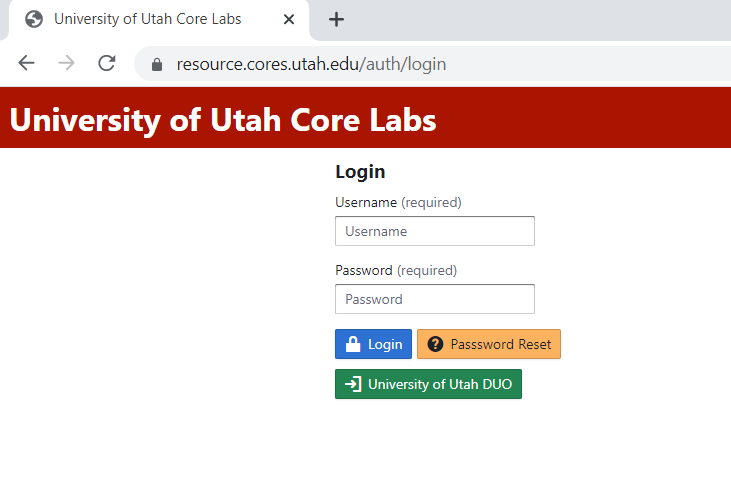 University of Utah Core Labs
resource.cores.utah.edu/auth/login
University of Utah Core Labs
Login
Username (required)
Username
Password (required)
Password
Login
Passsword Reset
University of Utah DUO